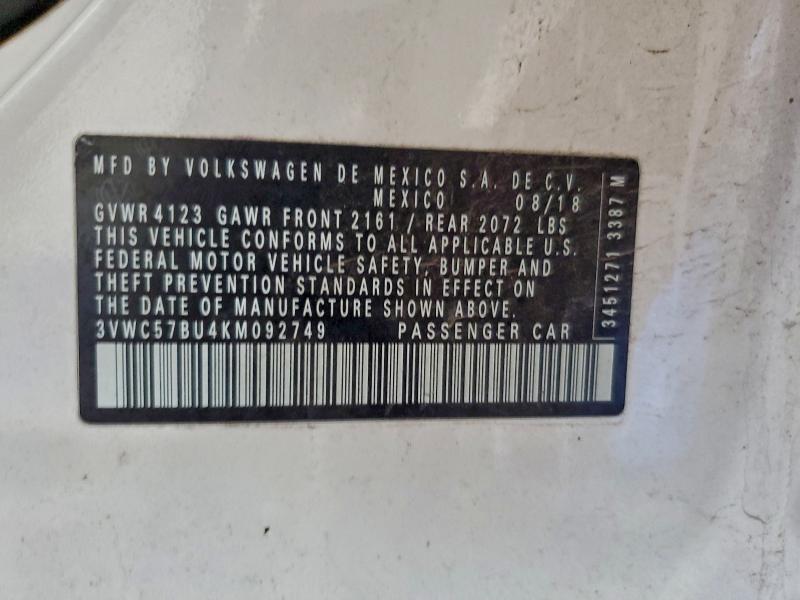 MFD BY VOLKSWAGEN DE MEXICO S.A. DE C.V.
MEXICO 08/18
GVWR 4123 GAWR FRONT 2161 / REAR 2072 LBS
THIS VEHICLE CONFORMS TO ALL APPLICABLE U.S.
FEDERAL MOTOR VEHICLE SAFETY, BUMPER AND
THEFT PREVENTION STANDARDS IN EFFECT ON
THE DATE OF MANUFACTURE SHOWN ABOVE.
3VWC57BU4KM092749 PASSENGER CAR
3451271 3387 M